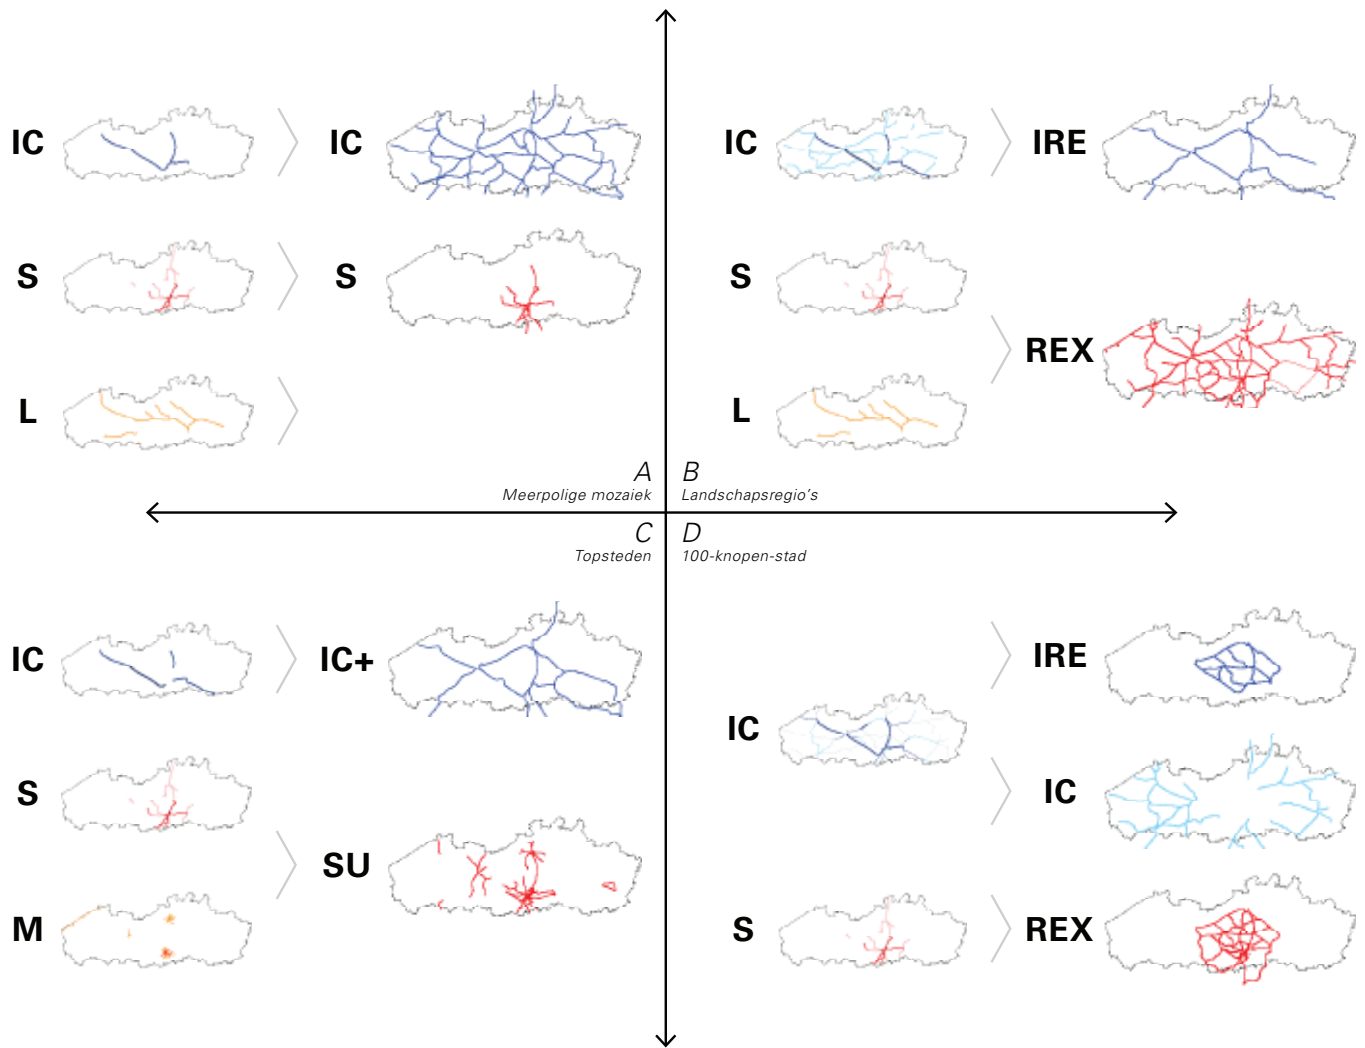 IC
IC
S
S
L
IC
IRE
S
REX
L
A
Meerpolige mozaiek
B
Landschapsregio's
C
Topsteden
D
100-knopen-stad
IC
IC+
S
SU
M
IRE
IC
IC
S
REX